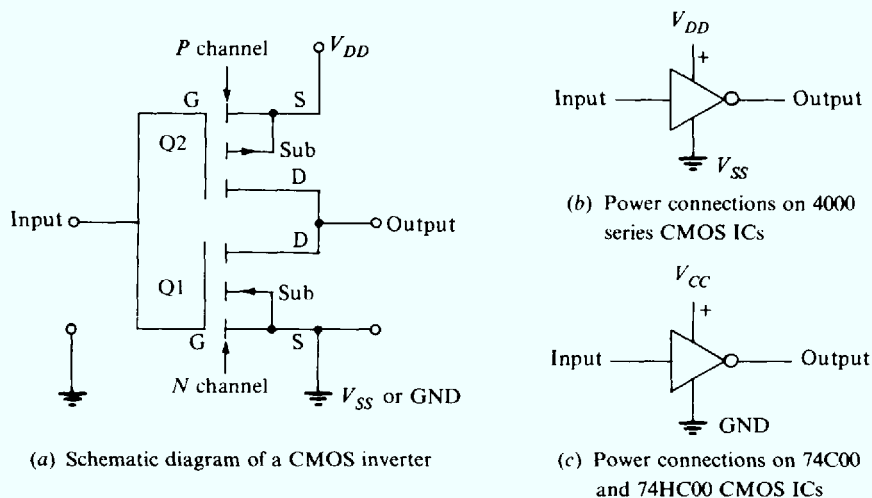 P channel
V_DD
G
S
Q2
Sub
D
Input
Output
D
Q1
Sub
G
S
N channel
V_SS or GND
(a) Schematic diagram of a CMOS inverter
V_DD
+
Input
Output
V_SS
(b) Power connections on 4000
series CMOS ICs
V_CC
+
Input
Output
GND
(c) Power connections on 74C00
and 74HC00 CMOS ICs